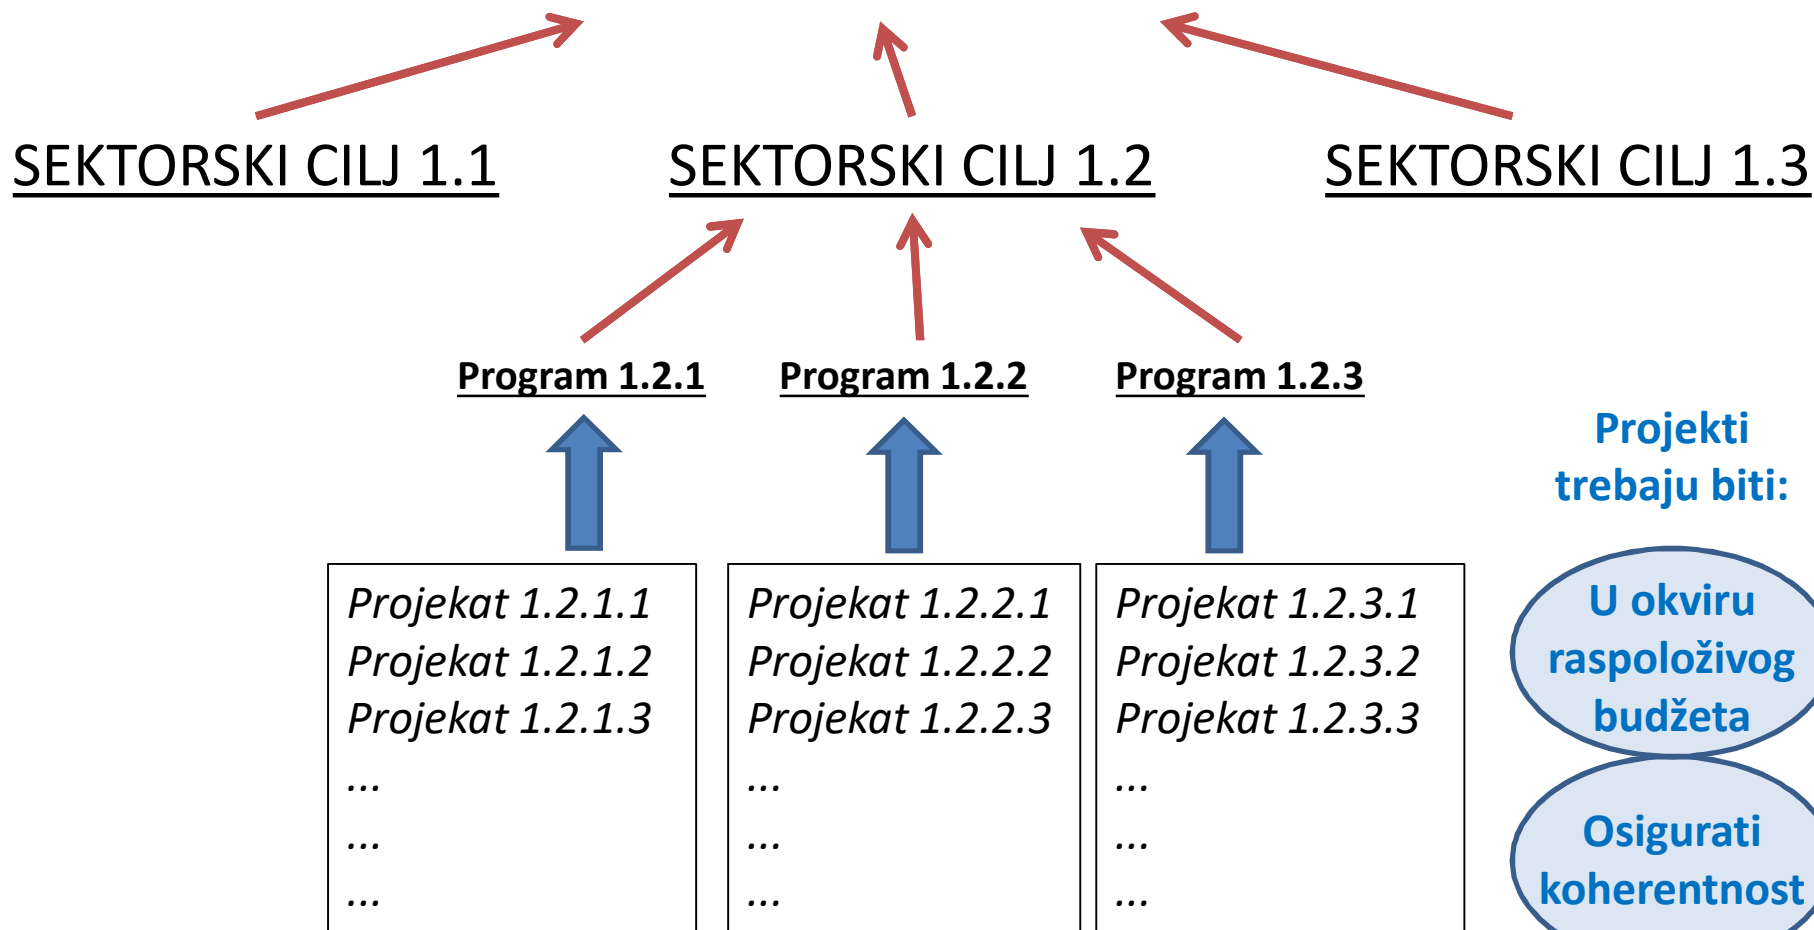 SEKTORSKI CILJ 1.1
SEKTORSKI CILJ 1.2
SEKTORSKI CILJ 1.3
Program 1.2.1
Program 1.2.2
Program 1.2.3
Projekat 1.2.1.1
Projekat 1.2.1.2
Projekat 1.2.1.3
...
...
...
Projekat 1.2.2.1
Projekat 1.2.2.2
Projekat 1.2.2.3
...
...
...
Projekat 1.2.3.1
Projekat 1.2.3.2
Projekat 1.2.3.3
...
...
...
Projekti
trebaju biti:
U okviru
raspoloživog
budžeta
Osigurati
koherentnost